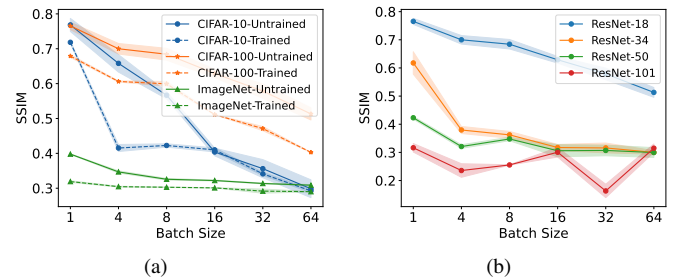 0.8
0.7
0.6
0.5
0.4
0.3
SSIM
CIFAR-10-Untrained
CIFAR-10-Trained
CIFAR-100-Untrained
CIFAR-100-Trained
ImageNet-Untrained
ImageNet-Trained
1 4 8 16 32 64
Batch Size
(a)
0.8
0.7
0.6
0.5
0.4
0.3
0.2
SSIM
ResNet-18
ResNet-34
ResNet-50
ResNet-101
1 4 8 16 32 64
Batch Size
(b)